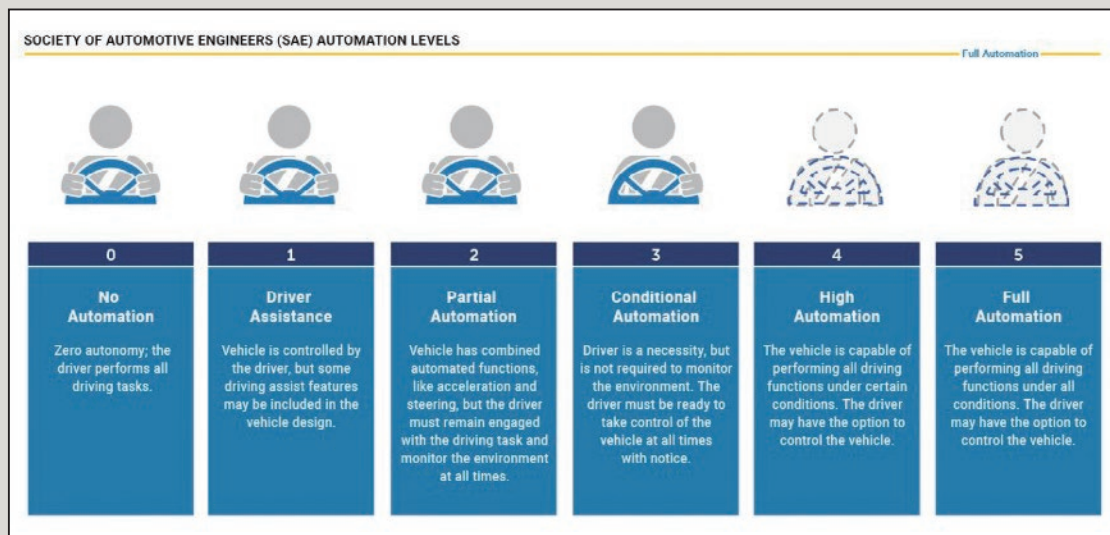 SOCIETY OF AUTOMOTIVE ENGINEERS (SAE) AUTOMATION LEVELS
Full Automation
0
No
Automation
Zero autonomy; the
driver performs all
driving tasks.
1
Driver
Assistance
Vehicle is controlled by
the driver, but some
driving assist features
may be included in the
vehicle design.
2
Partial
Automation
Vehicle has combined
automated functions,
like acceleration and
steering, but the driver
must remain engaged
with the driving task and
monitor the environment
at all times.
3
Conditional
Automation
Driver is a necessity, but
is not required to monitor
the environment. The
driver must be ready to
take control of the
vehicle at all times
with notice.
4
High
Automation
The vehicle is capable of
performing all driving
functions under certain
conditions. The driver
may have the option to
control the vehicle.
5
Full
Automation
The vehicle is capable of
performing all driving
functions under all
conditions. The driver
may have the option to
control the vehicle.